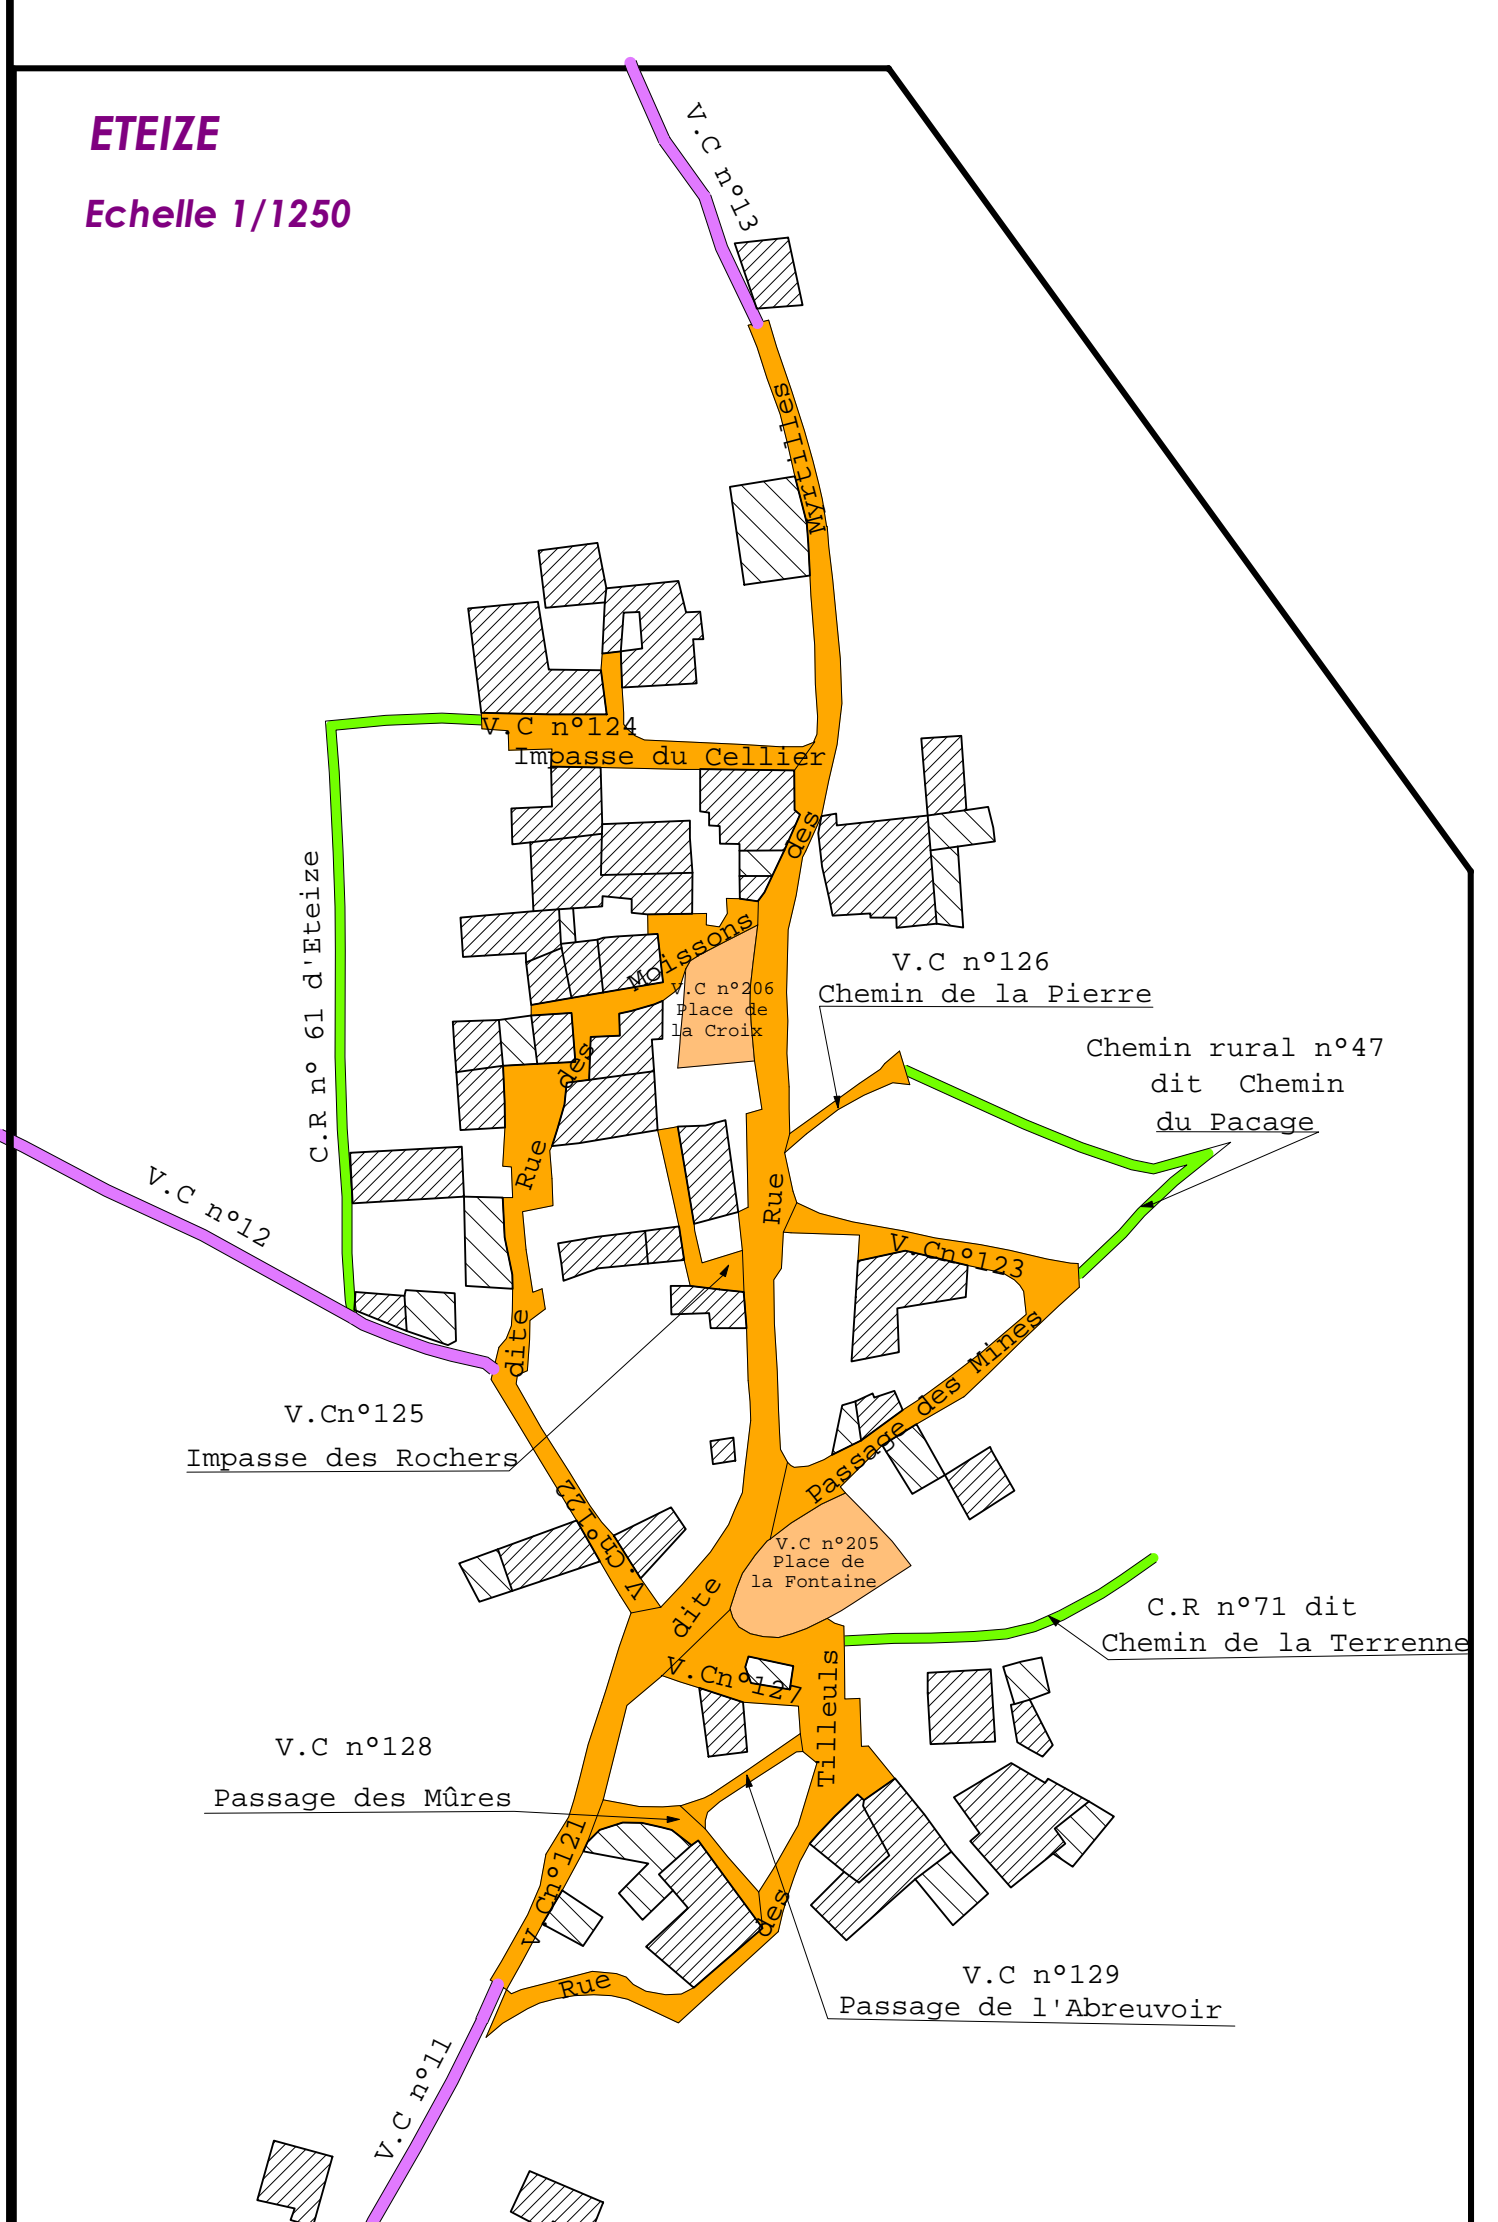 ETEIZE
Echelle 1/1250
V.C n°13
Myrtilles
V.C n°124
Impasse du Cellier
des
C.R n° 61 d'Eteize
Moissons
V.C n°206
Place de
la Croix
V.C n°126
Chemin de la Pierre
Chemin rural n°47
dit Chemin
du Pacage
des
Rue
Rue
V.C n°12
V.Cn°123
dite
Passage des Mines
V.Cn°125
Impasse des Rochers
V.Cn°122
V.C n°205
Place de
la Fontaine
dite
C.R n°71 dit
Chemin de la Terrenne
V.Cn°127
Tilleuls
V.C n°128
Passage des Mûres
V.Cn°121
des
Rue
V.C n°129
Passage de l'Abreuvoir
V.C n°11